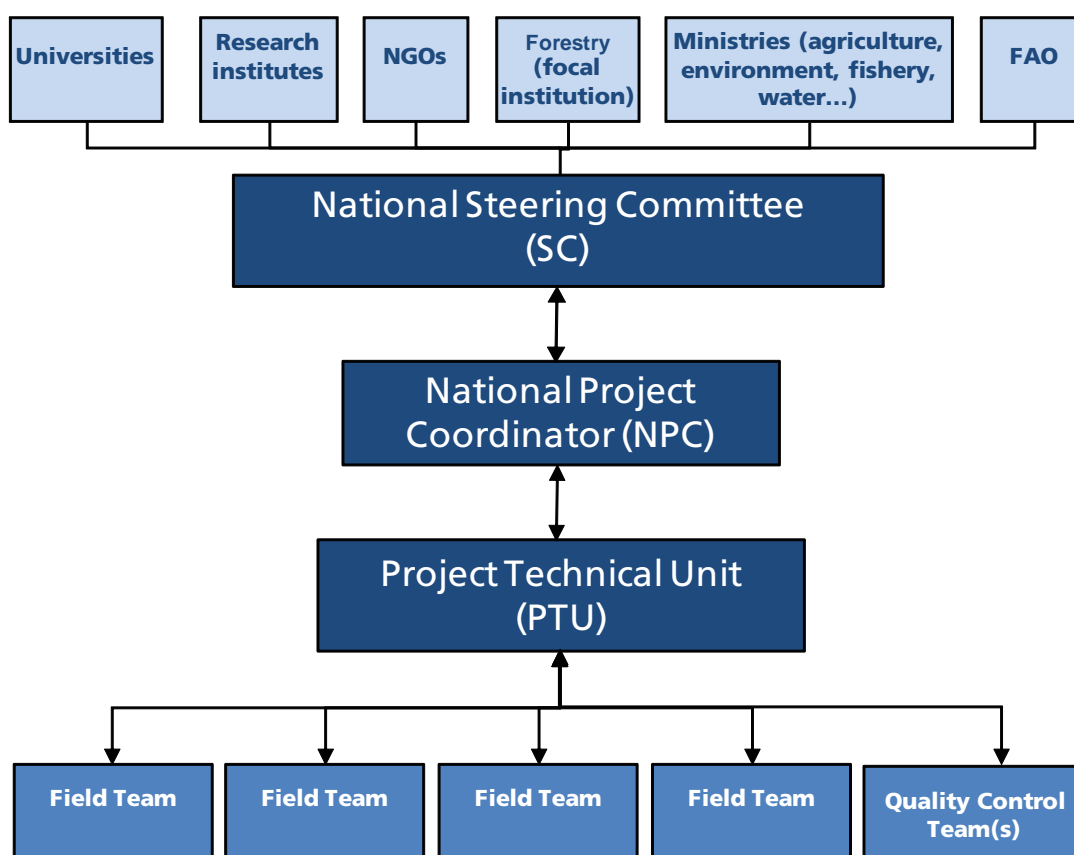 Universities
Research
institutes
NGOs
Forestry
(focal
institution)
Ministries (agriculture,
environment, fishery,
water...)
FAO
National Steering Committee
(SC)
National Project
Coordinator (NPC)
Project Technical Unit
(PTU)
Field Team
Field Team
Field Team
Field Team
Quality Control
Team(s)